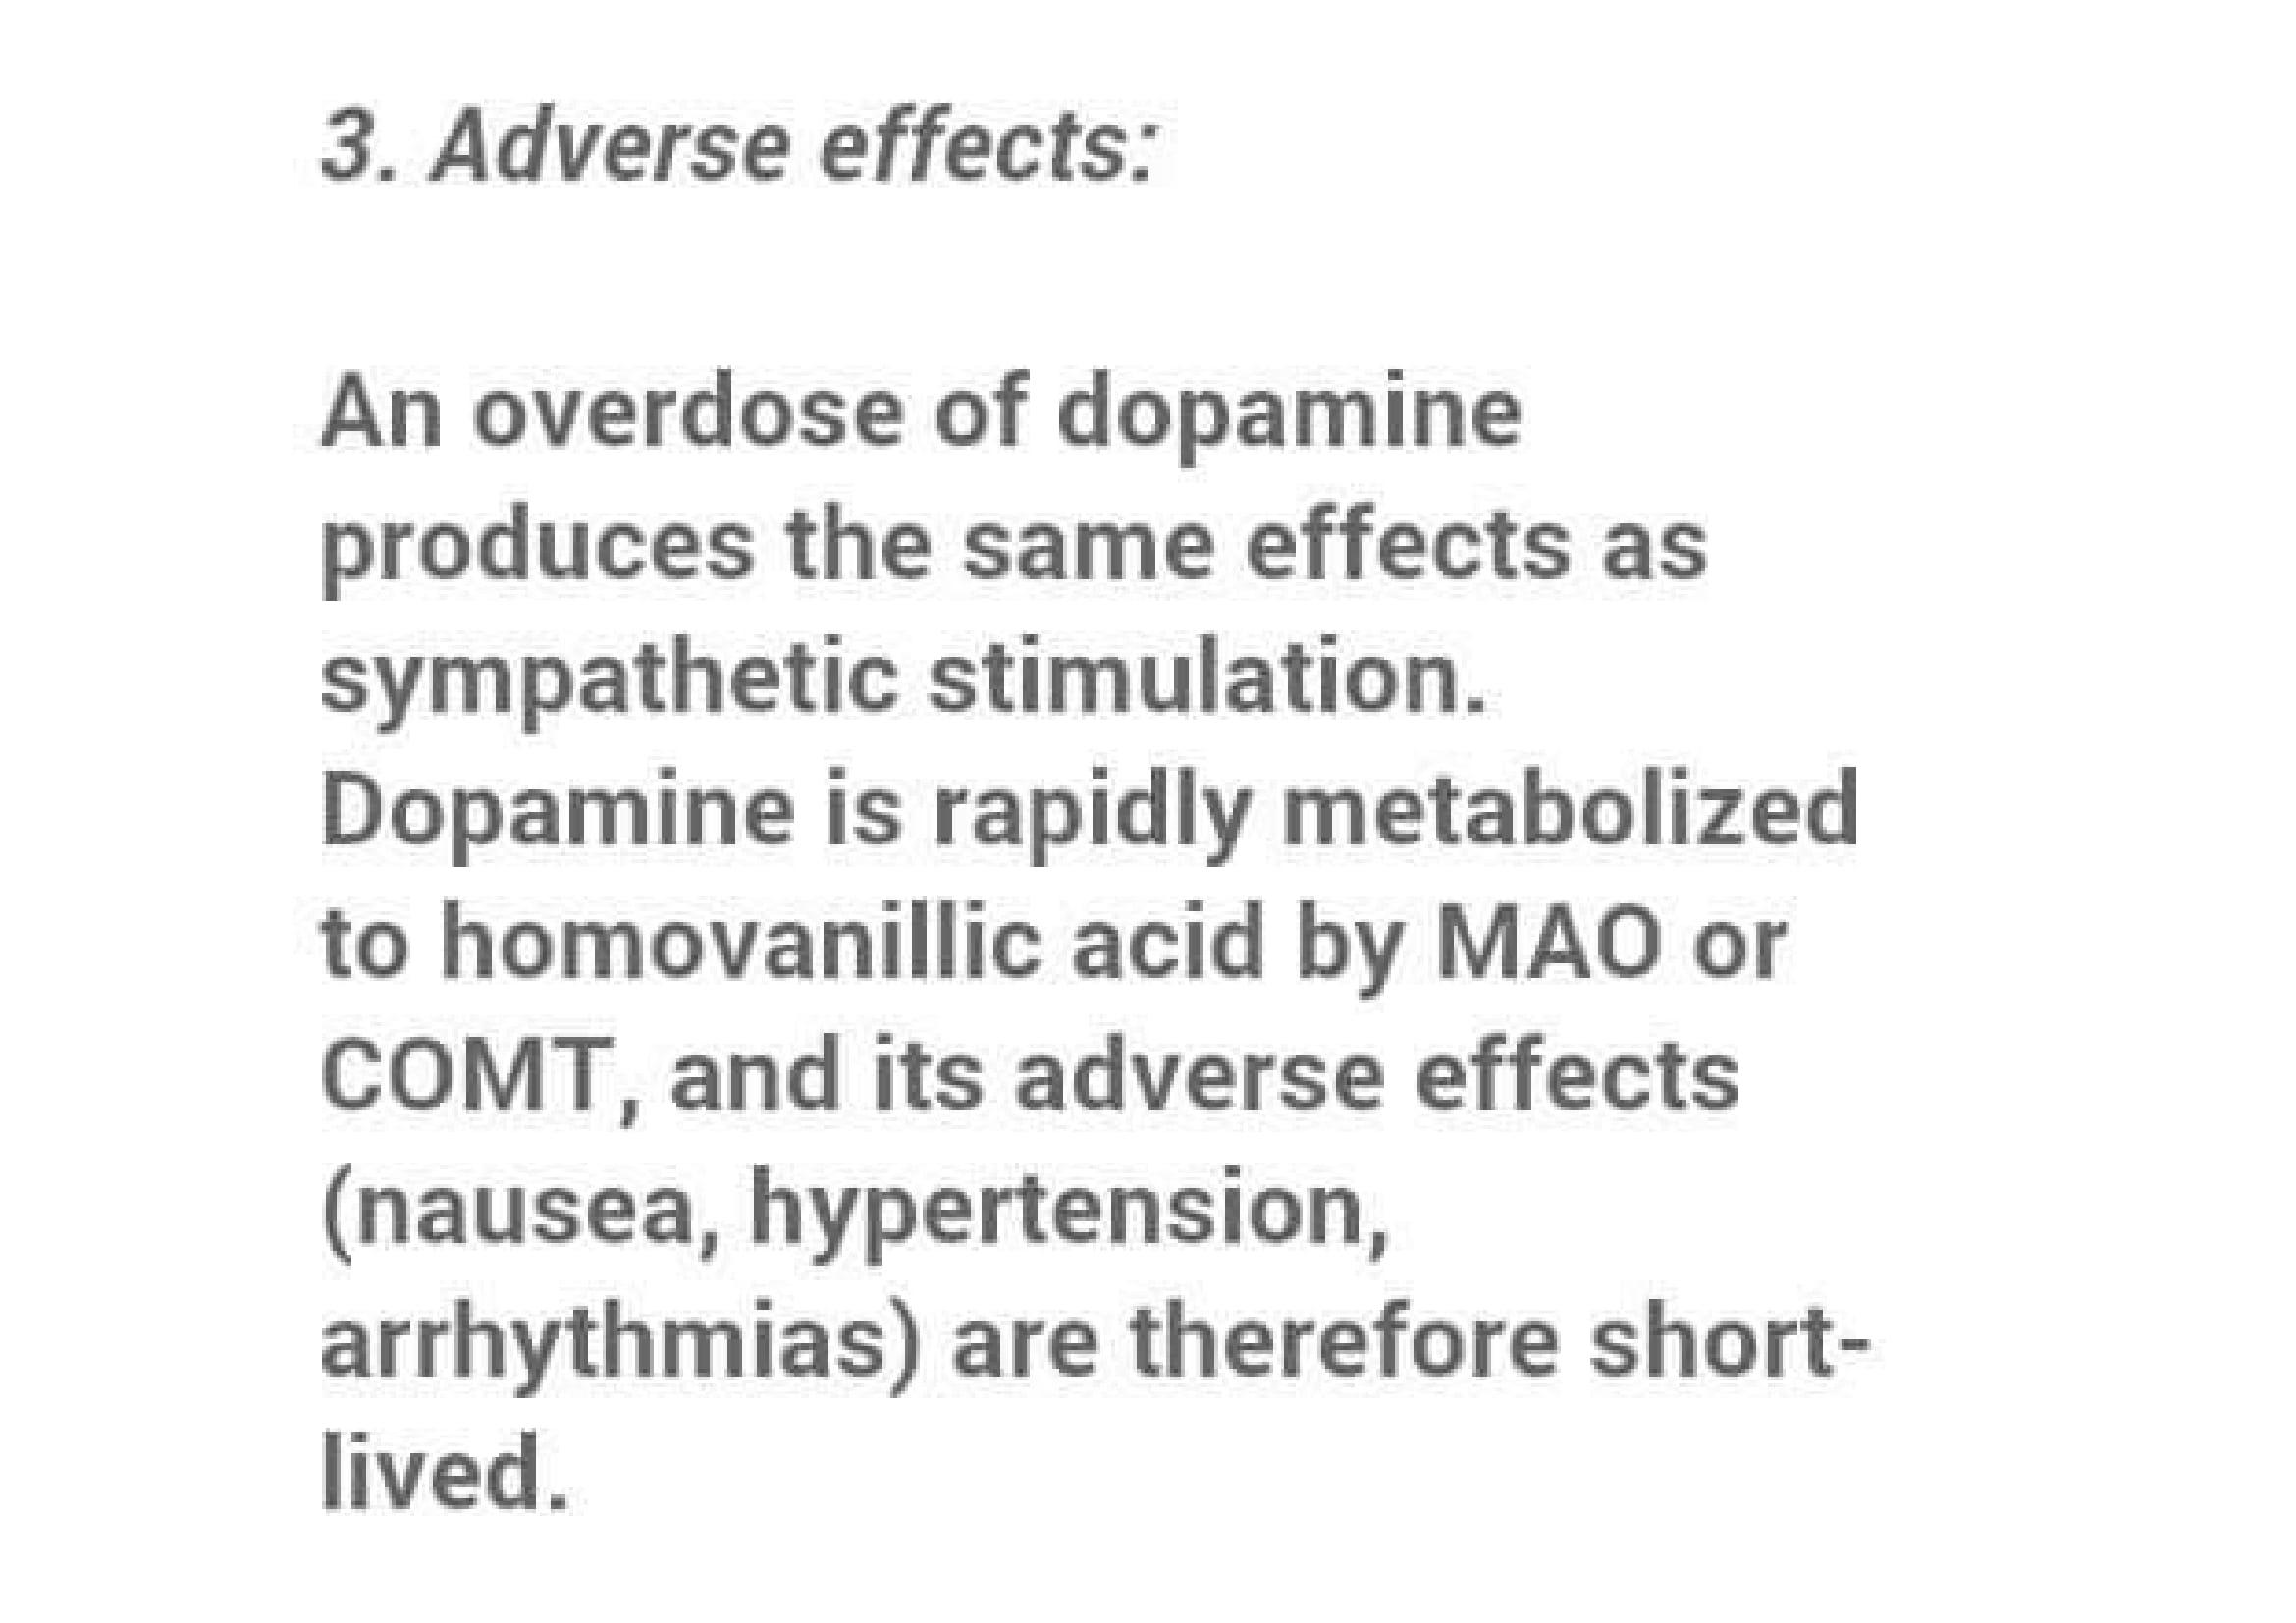 3. Adverse effects:
An overdose of dopamine
produces the same effects as
sympathetic stimulation.
Dopamine is rapidly metabolized
to homovanillic acid by MAO or
COMT, and its adverse effects
(nausea, hypertension,
arrhythmias) are therefore short-
lived.